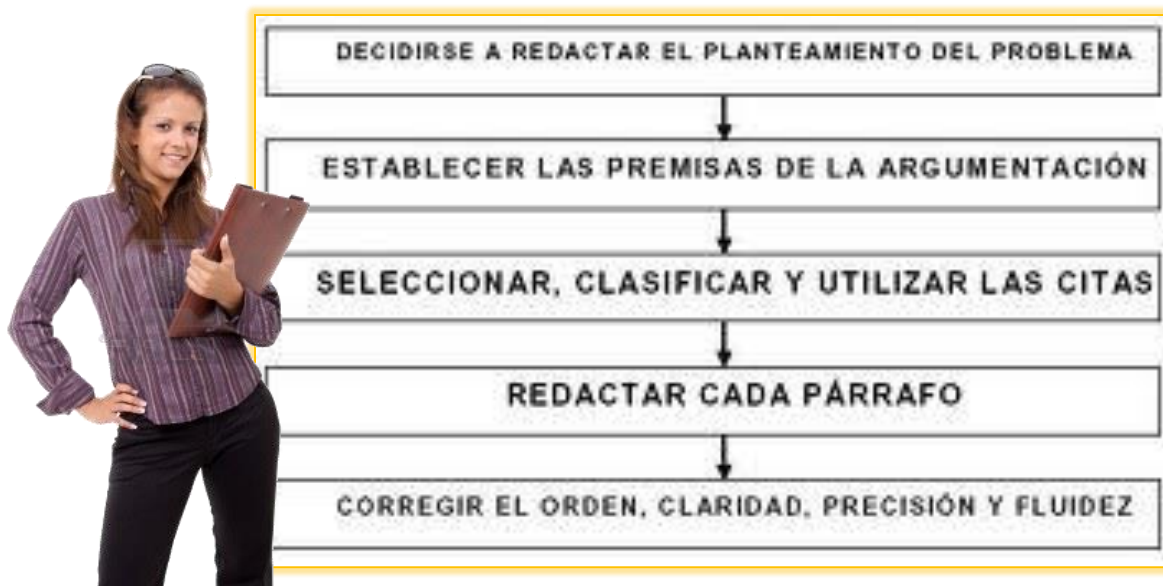 DECIDIRSE A REDACTAR EL PLANTEAMIENTO DEL PROBLEMA
ESTABLECER LAS PREMISAS DE LA ARGUMENTACIÓN
SELECCIONAR, CLASIFICAR Y UTILIZAR LAS CITAS
REDACTAR CADA PÁRRAFO
CORREGIR EL ORDEN, CLARIDAD, PRECISIÓN Y FLUIDEZ